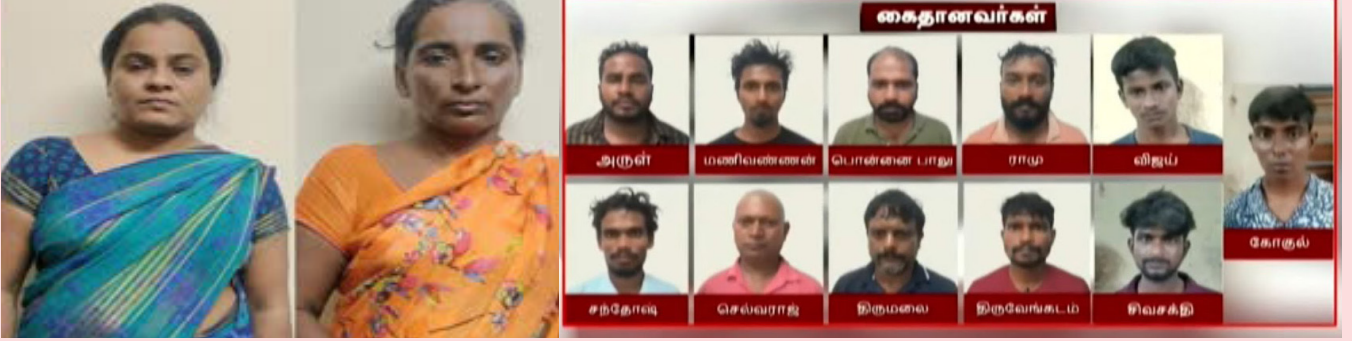 கைதானவர்கள்
அருள்
மணிவண்ணன்
பொன்னை பாலு
ராமு
விஜய்
கோகுல்
சந்தோஷ்
செல்வராஜ்
திருமலை
திருவேங்கடம்
சிவசக்தி